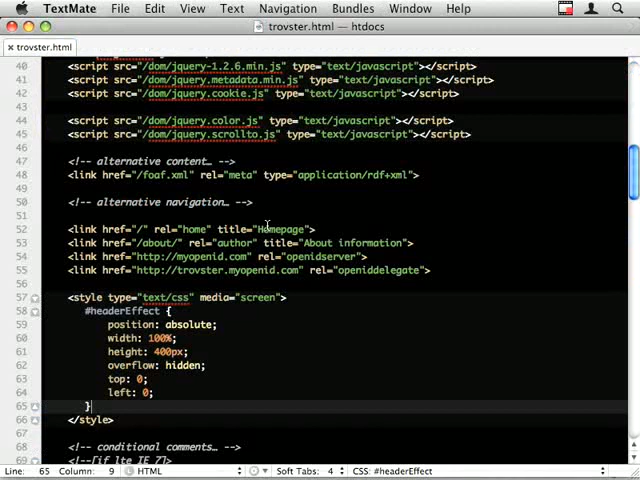 TextMate File Edit View Text Navigation Bundles Window Help
trovster.html — htdocs
× trovster.html
40 <script src="/dom/jquery-1.2.6.min.js" type="text/javascript"></script>
41 <script src="/dom/jquery.metadata.min.js" type="text/javascript"></script>
42 <script src="/dom/jquery.cookie.js" type="text/javascript"></script>
43
44 <script src="/dom/jquery.color.js" type="text/javascript"></script>
45 <script src="/dom/jquery.scrollto.js" type="text/javascript"></script>
46
47 <!-- alternative content… -->
48 <link href="/foaf.xml" rel="meta" type="application/rdf+xml">
49
50 <!-- alternative navigation… -->
51
52 <link href="/" rel="home" title="Homepage">
53 <link href="/about/" rel="author" title="About information">
54 <link href="http://myopenid.com" rel="openidserver">
55 <link href="http://trovster.myopenid.com" rel="openiddelegate">
56
57 <style type="text/css" media="screen">
58 #headerEffect {
59 position: absolute;
60 width: 100%;
61 height: 400px;
62 overflow: hidden;
63 top: 0;
64 left: 0;
65 }
66 </style>
67
68 <!-- conditional comments… -->
69 <!--[if lte IE 7]>
Line: 65 Column: 9 HTML Soft Tabs: 4 CSS: #headerEffect